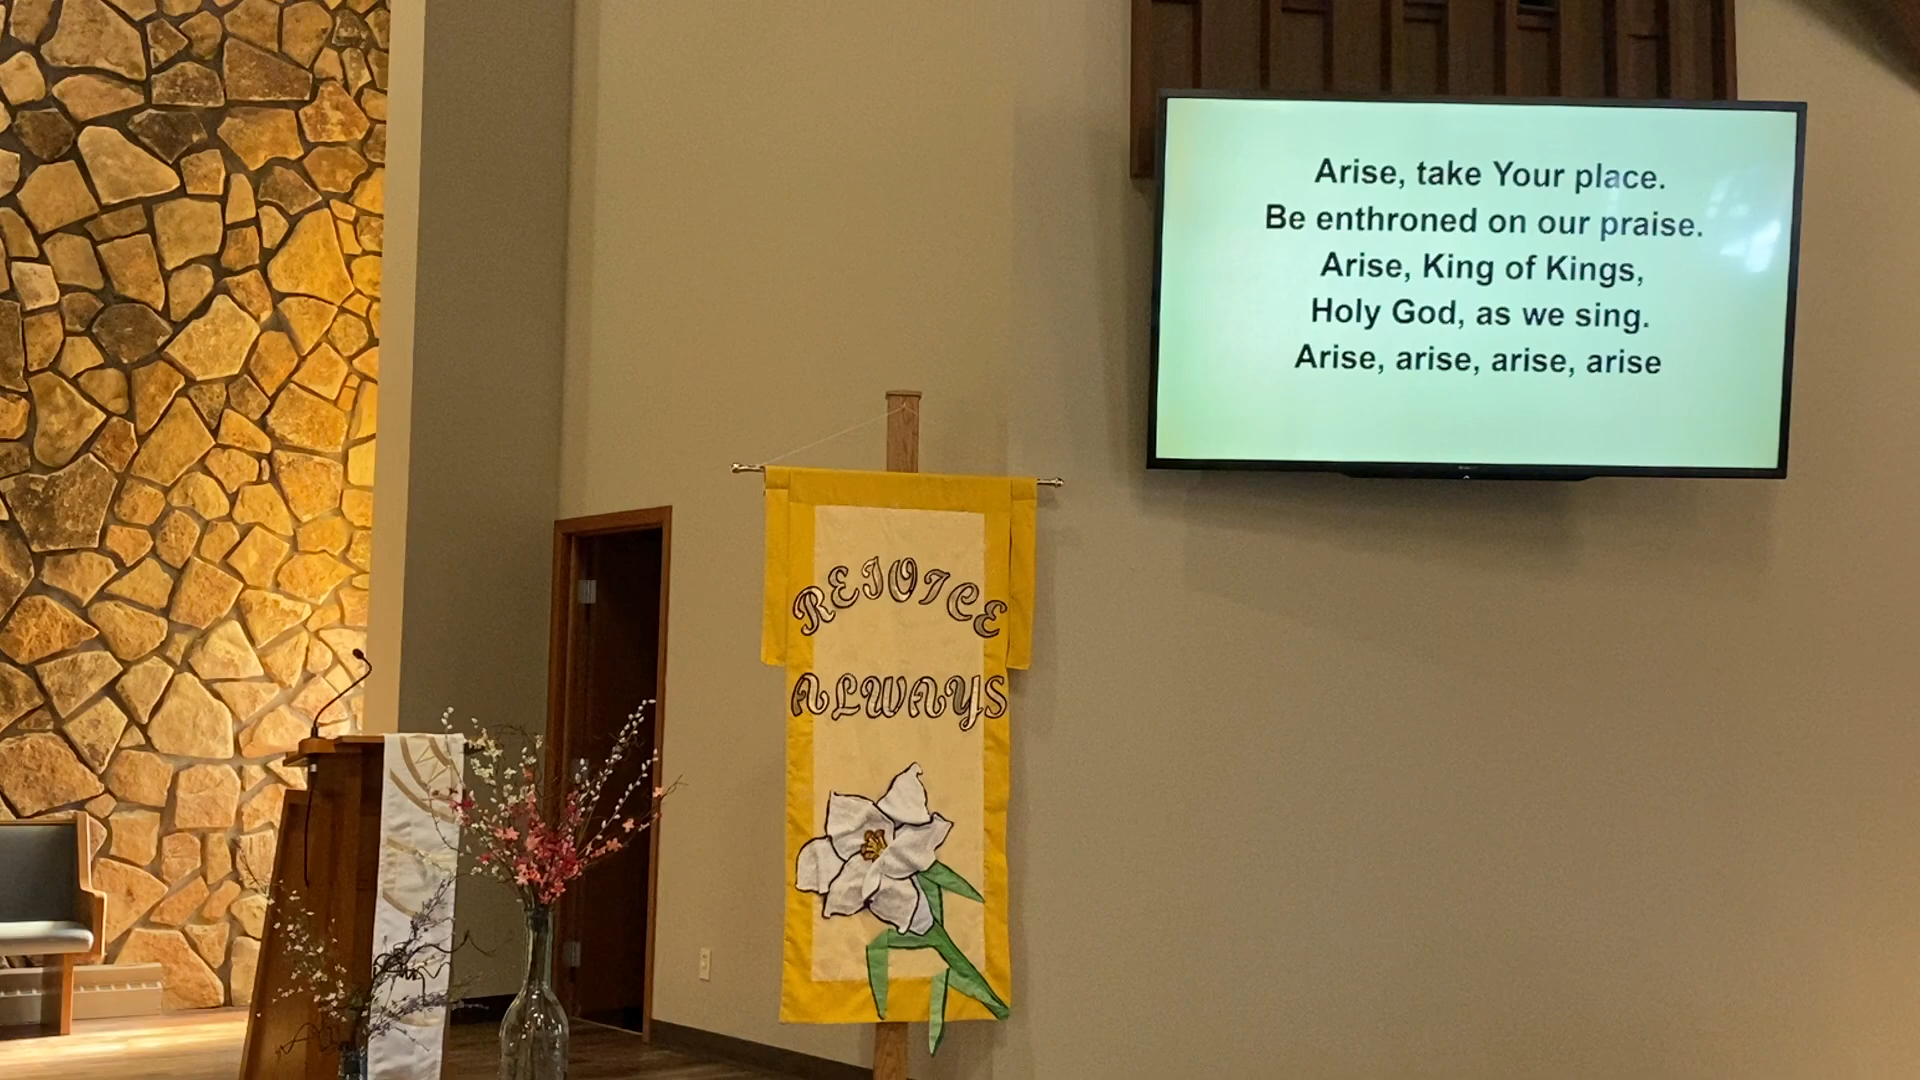 Arise, take Your place.
Be enthroned on our praise.
Arise, King of Kings,
Holy God, as we sing.
Arise, arise, arise, arise
REJOICE
ALWAYS